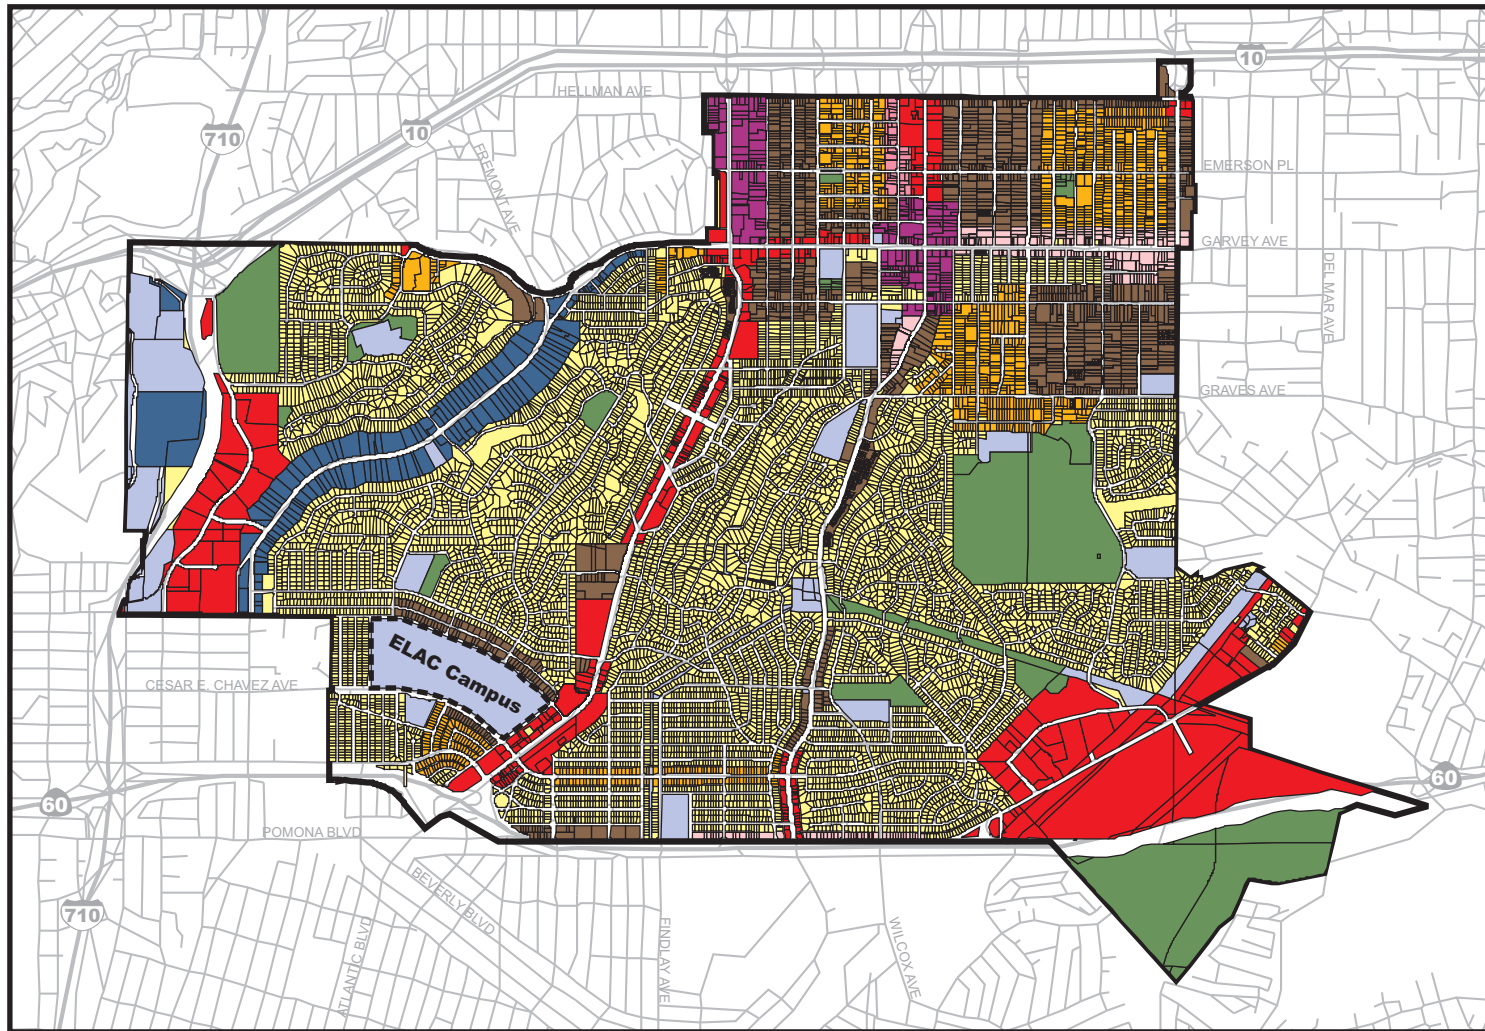 10
HELLMAN AVE
710
10
FREMONT AVE
EMERSON PL
GARVEY AVE
DEL MAR AVE
GRAVES AVE
ELAC Campus
CESAR E. CHAVEZ AVE
60
60
POMONA BLVD
BEVERLY BLVD
710
ATLANTIC BLVD
FINDLAY AVE
WILCOX AVE